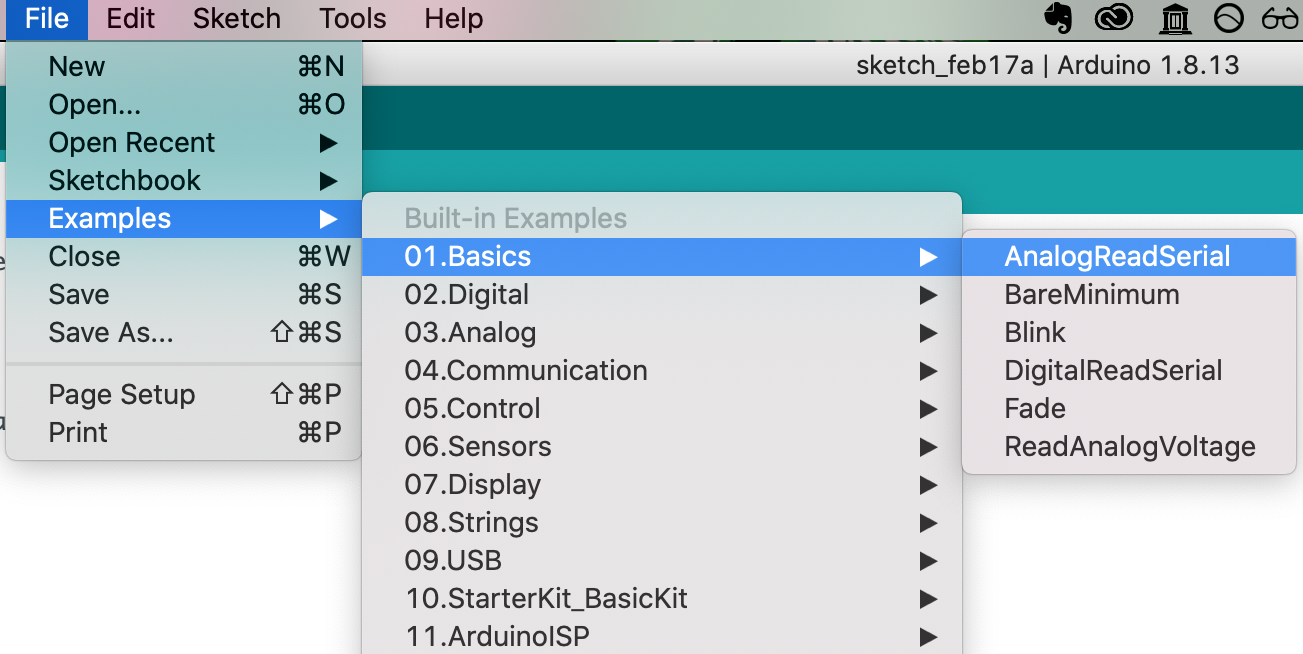 File Edit Sketch Tools Help
sketch_feb17a | Arduino 1.8.13
New ⌘N
Open... ⌘O
Open Recent ▶
Sketchbook ▶
Examples ▶
Close ⌘W
Save ⌘S
Save As... ⇧⌘S
Page Setup ⇧⌘P
Print ⌘P
Built-in Examples
01.Basics ▶
02.Digital ▶
03.Analog ▶
04.Communication ▶
05.Control ▶
06.Sensors ▶
07.Display ▶
08.Strings ▶
09.USB ▶
10.StarterKit_BasicKit ▶
11.ArduinoISP ▶
AnalogReadSerial
BareMinimum
Blink
DigitalReadSerial
Fade
ReadAnalogVoltage